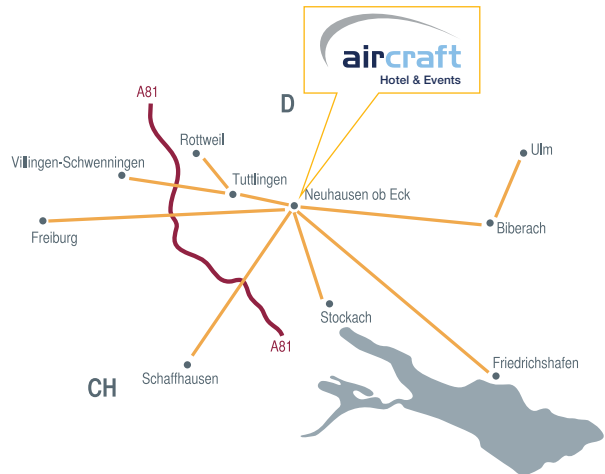 aircraft
Hotel & Events
A81
D
Rottweil
Ulm
Villingen-Schwenningen
Tuttlingen
Neuhausen ob Eck
Freiburg
Biberach
Stockach
A81
Friedrichshafen
Schaffhausen
CH